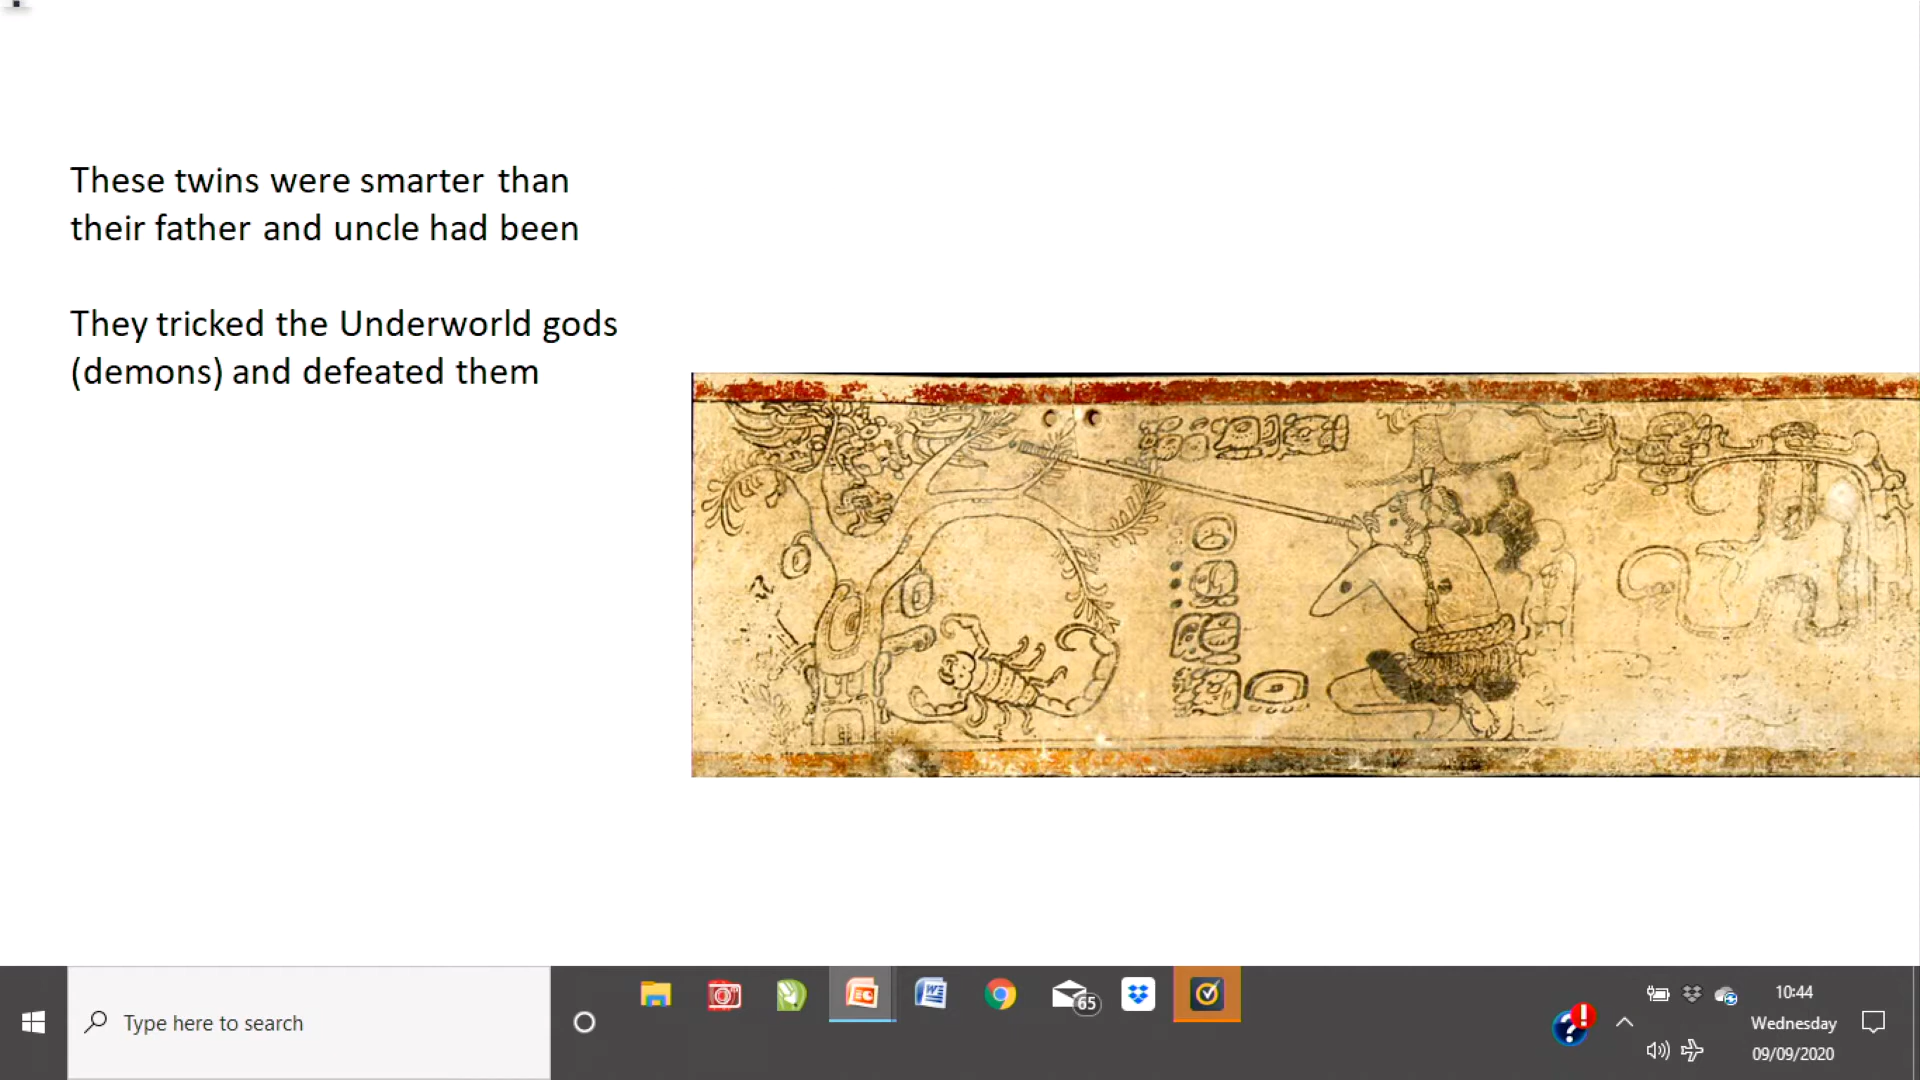 These twins were smarter than
their father and uncle had been
They tricked the Underworld gods
(demons) and defeated them
Type here to search
65
10:44
Wednesday
09/09/2020